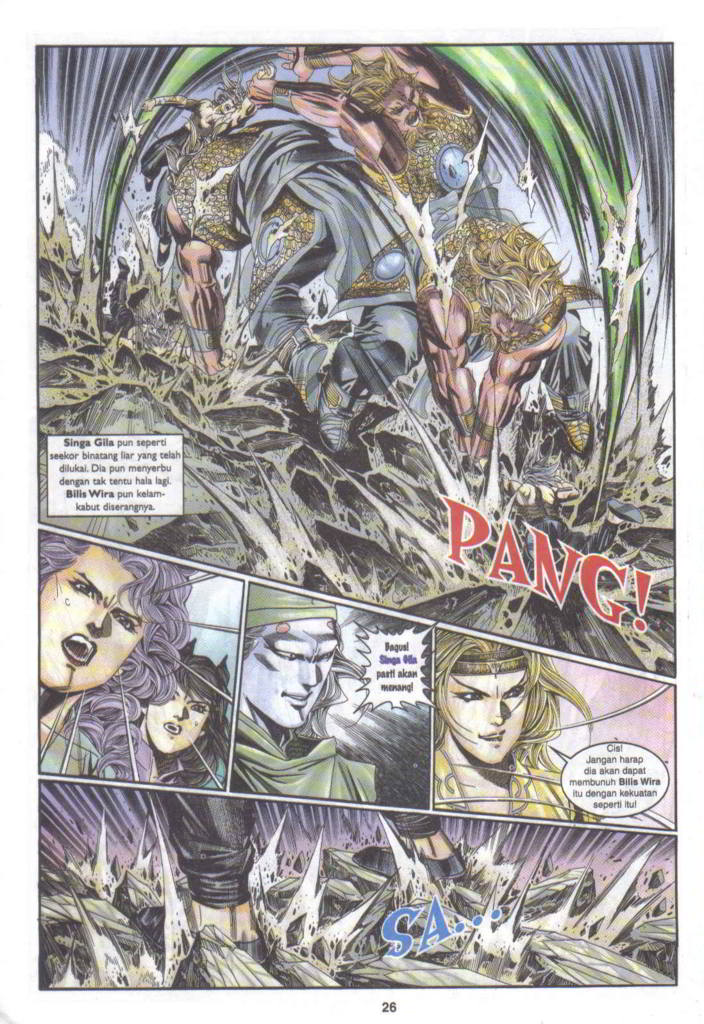 Singa Gila pun seperti
seekor binatang liar yang telah
dilukai. Dia pun menyerbu
dengan tak tentu hala lagi.
Bilis Wira pun kelam-
kabut diserangnya.
PANG!
Bagus!
Singa Gila
pasti akan
menang!
Cis!
Jangan harap
dia akan dapat
membunuh Bilis Wira
itu dengan kekuatan
seperti itu!
SA...
26